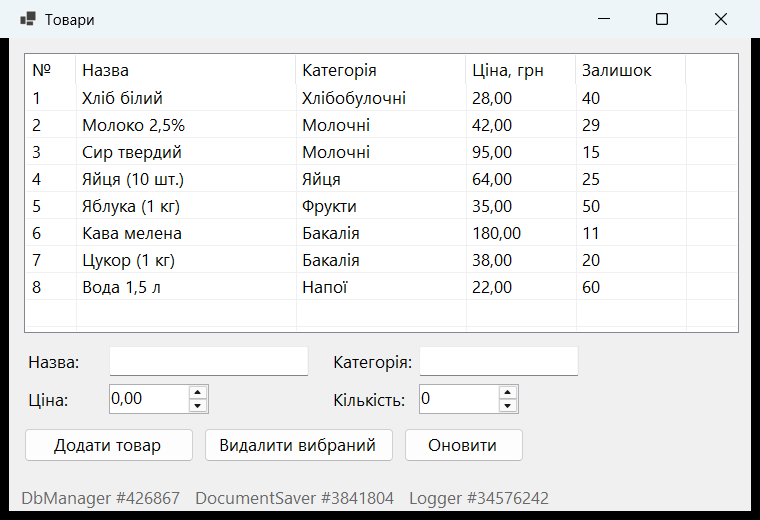 Товари
№ Назва Категорія Ціна, грн Залишок
1 Хліб білий Хлібобулочні 28,00 40
2 Молоко 2,5% Молочні 42,00 29
3 Сир твердий Молочні 95,00 15
4 Яйця (10 шт.) Яйця 64,00 25
5 Яблука (1 кг) Фрукти 35,00 50
6 Кава мелена Бакалія 180,00 11
7 Цукор (1 кг) Бакалія 38,00 20
8 Вода 1,5 л Напої 22,00 60
Назва: Категорія:
Ціна: 0,00 Кількість: 0
Додати товар Видалити вибраний Оновити
DbManager #426867 DocumentSaver #3841804 Logger #34576242